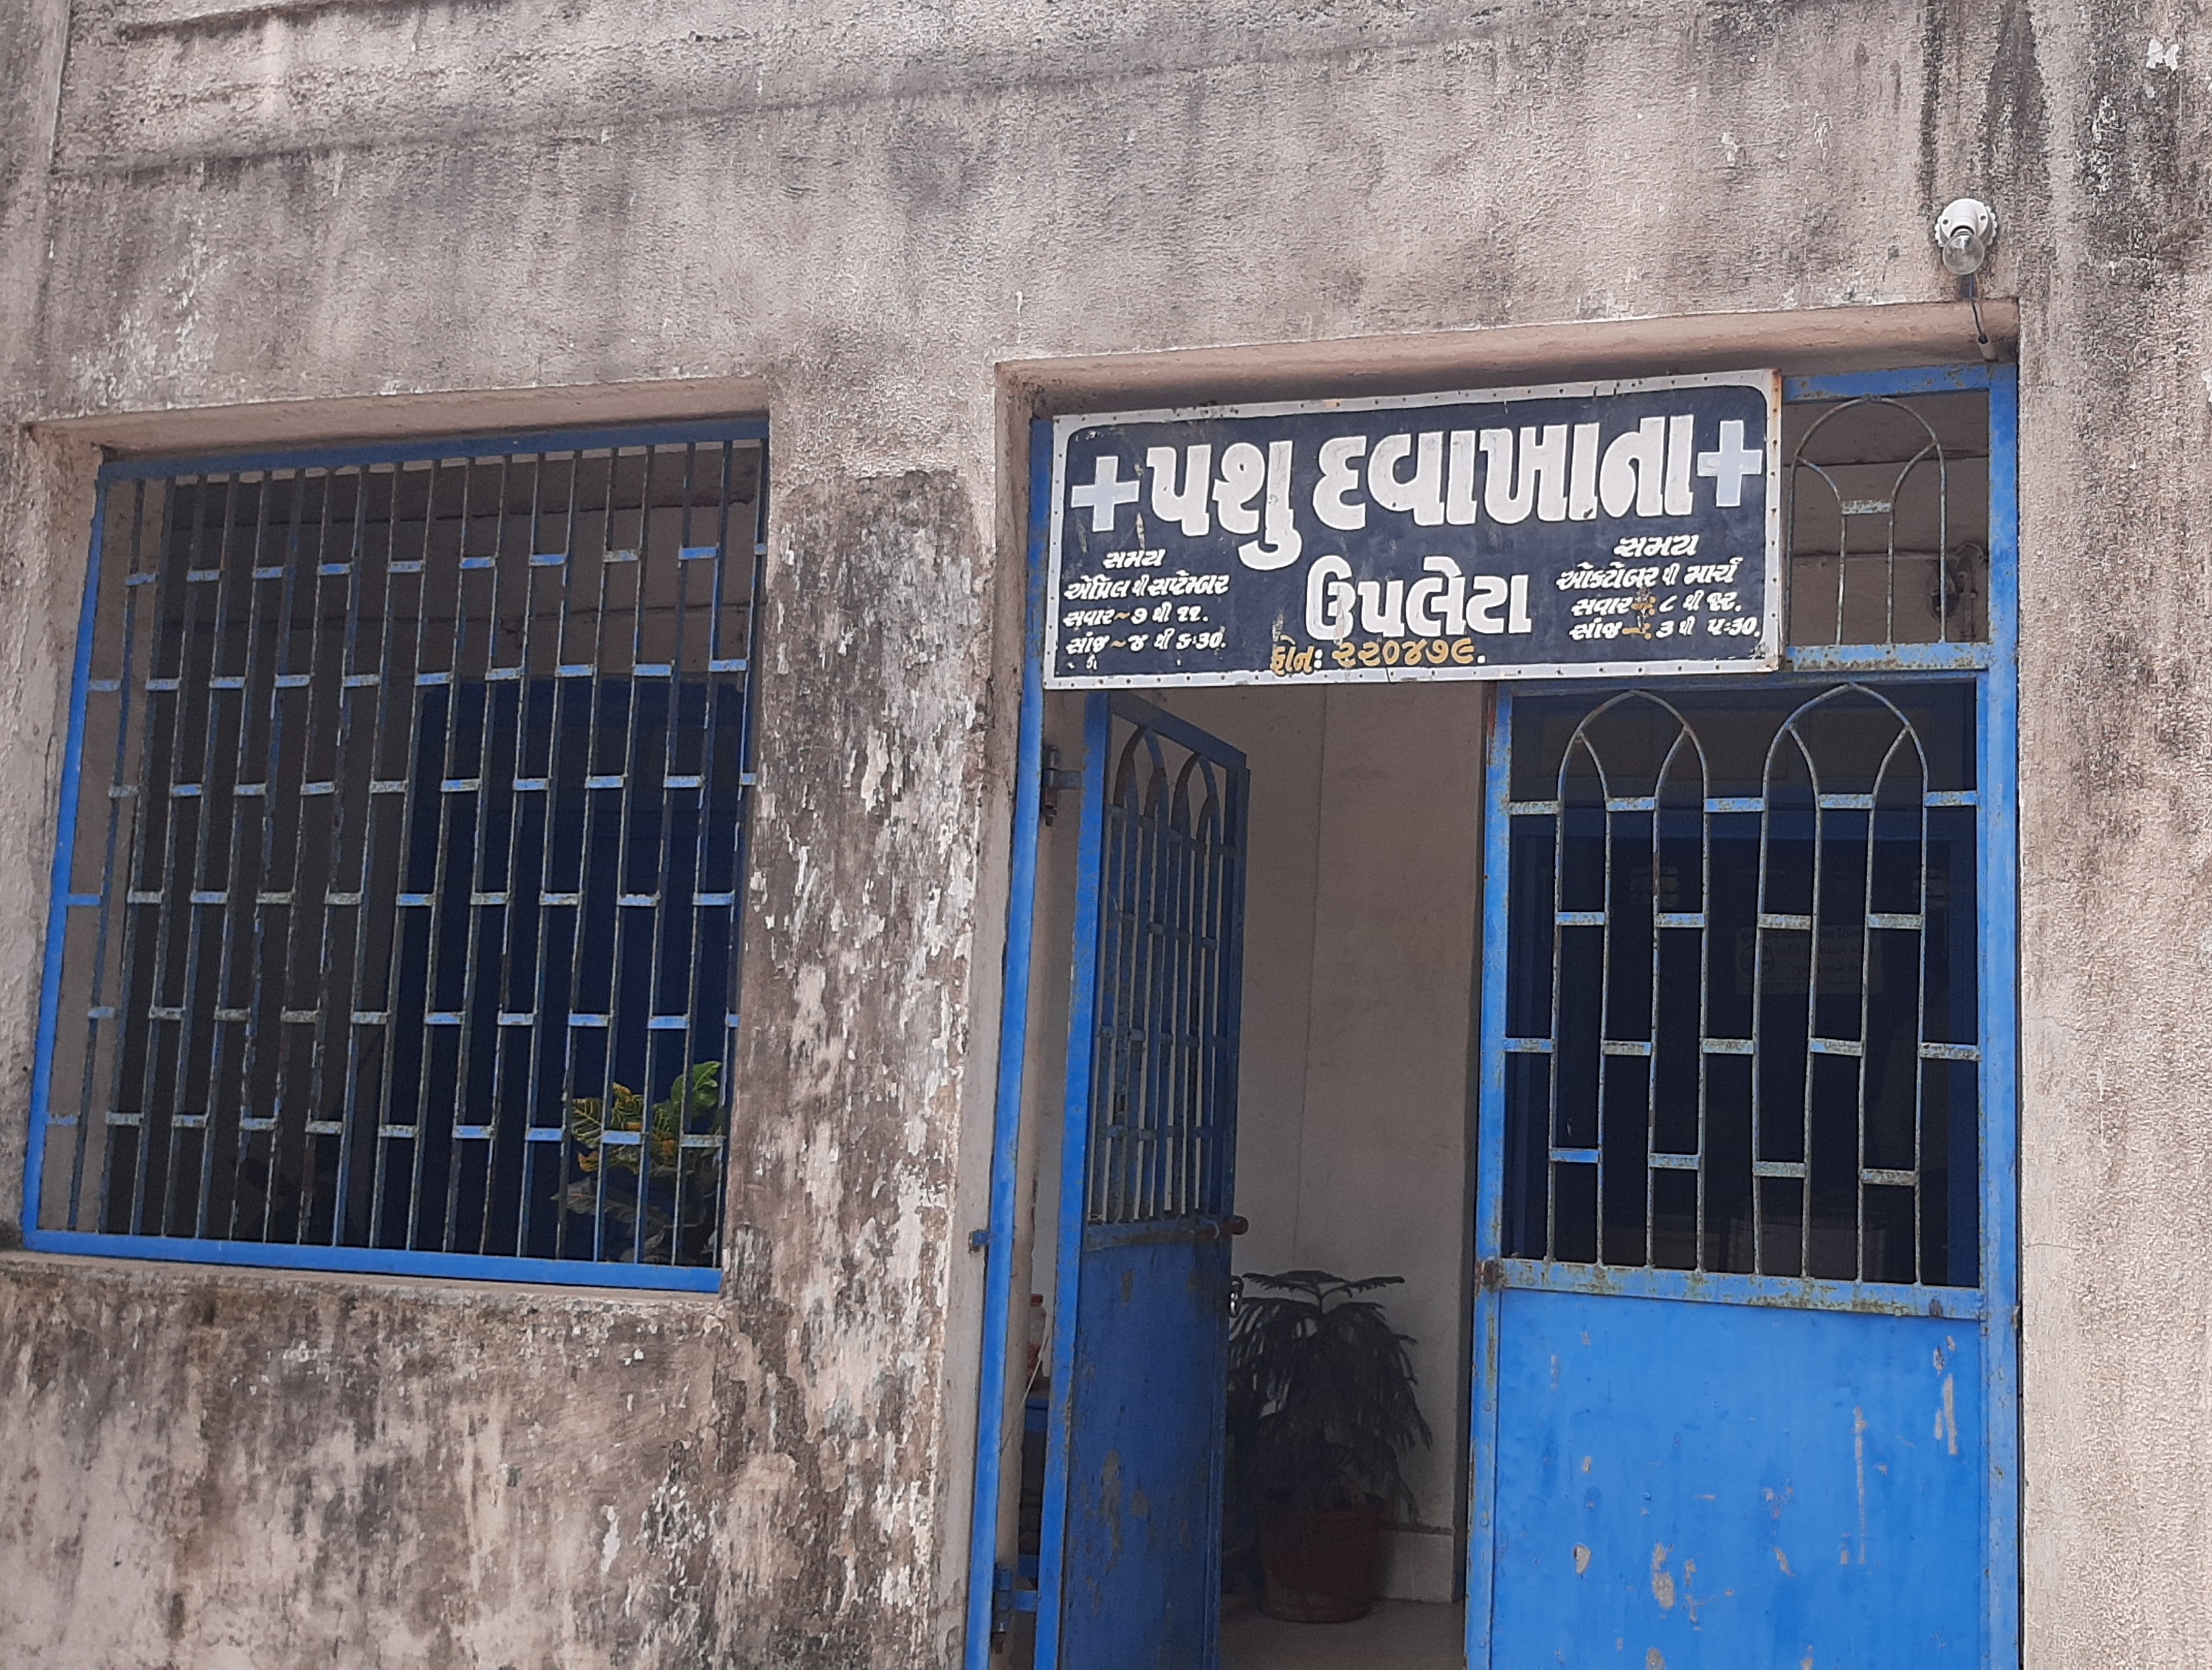 + પશુ દવાખાના +
ઉપલેટા
સમય
એપ્રિલ થી સપ્ટેમ્બર
સવાર~ ૭ થી ૧૧.
સાંજ~ ૪ થી ૬:૩૦.
સમય
ઓક્ટોબર થી માર્ચ
સવાર~: ૮ થી ૧૨.
સાંજ~: ૩ થી ૫:૩૦.
ફોન: ૨૨૦૪૭૯.